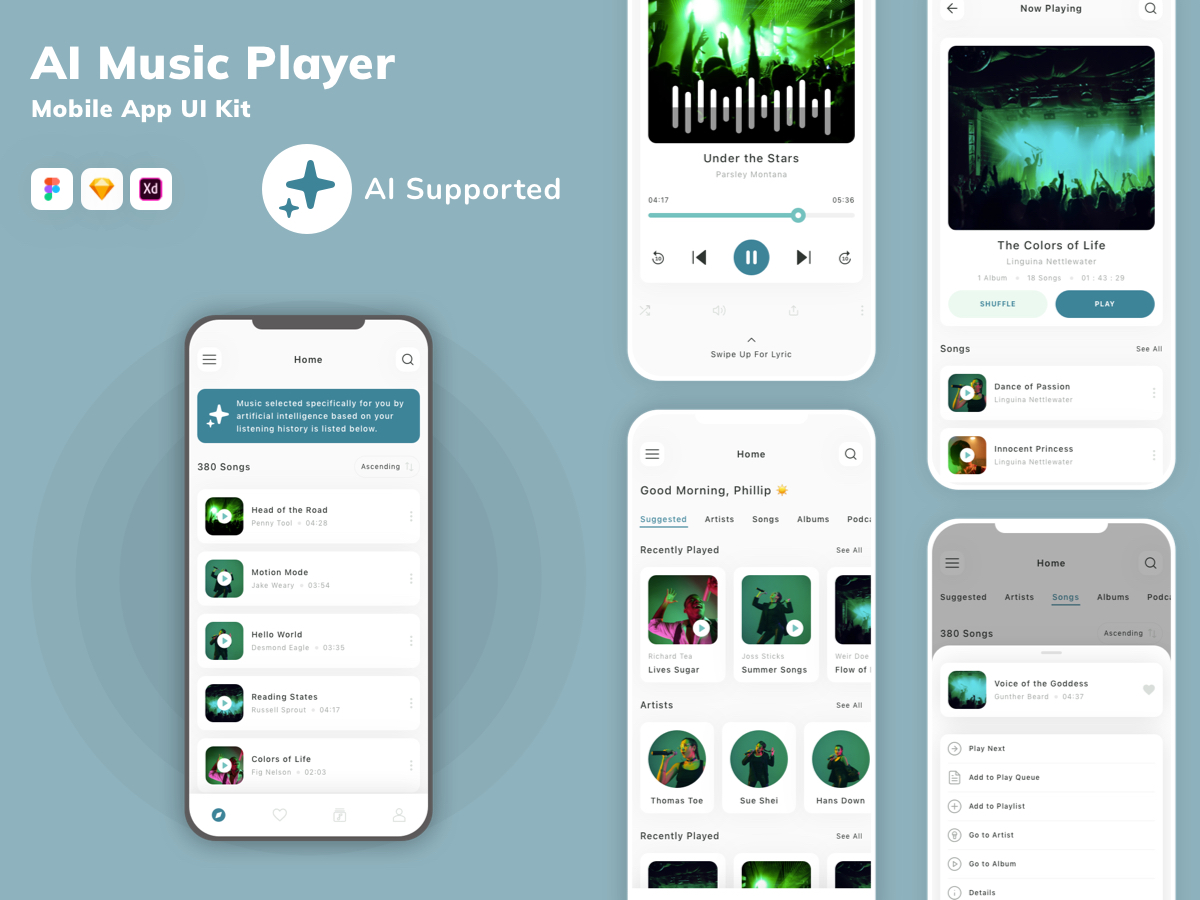 AI Music Player
Mobile App UI Kit
Xd
AI Supported
Home
Music selected specifically for you by
artificial intelligence based on your
listening history is listed below.
380 Songs
Ascending
Head of the Road
Penny Tool 04:28
Motion Mode
Jake Weary 03:54
Hello World
Desmond Eagle 03:35
Reading States
Russell Sprout 04:17
Colors of Life
Fig Nelson 02:03
Under the Stars
Parsley Montana
04:17 05:36
10 10
Swipe Up For Lyric
Home
Good Morning, Phillip ☀️
Suggested Artists Songs Albums Podca
Recently Played See All
Richard Tea Joss Sticks Weir Doe
Lives Sugar Summer Songs Flow of
Artists See All
Thomas Toe Sue Shei Hans Down
Recently Played See All
Now Playing
The Colors of Life
Linguina Nettlewater
1 Album 18 Songs 01 : 43 : 29
SHUFFLE PLAY
Songs See All
Dance of Passion
Linguina Nettlewater
Innocent Princess
Linguina Nettlewater
Home
Suggested Artists Songs Albums Podca
380 Songs Ascending
Voice of the Goddess
Gunther Beard 04:37
Play Next
Add to Play Queue
Add to Playlist
Go to Artist
Go to Album
Details